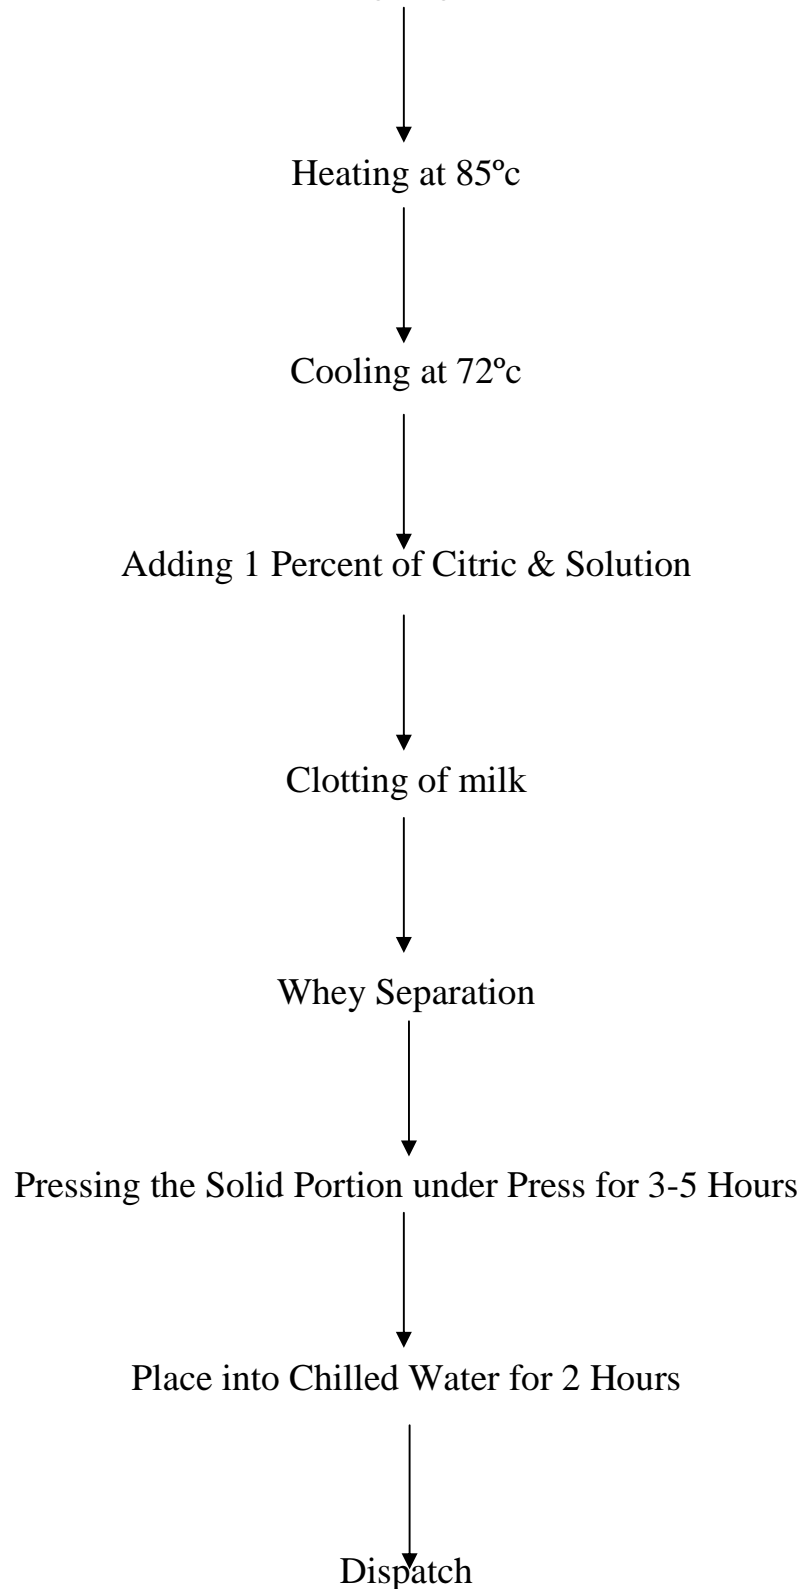 Heating at 85ºc
Cooling at 72ºc
Adding 1 Percent of Citric & Solution
Clotting of milk
Whey Separation
Pressing the Solid Portion under Press for 3-5 Hours
Place into Chilled Water for 2 Hours
Dispatch